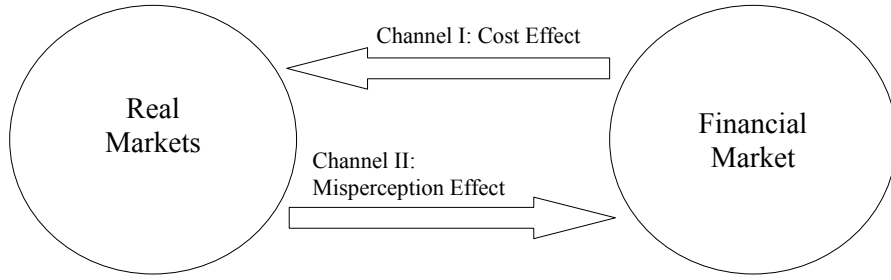 Channel I: Cost Effect
Real
Markets
Financial
Market
Channel II:
Misperception Effect